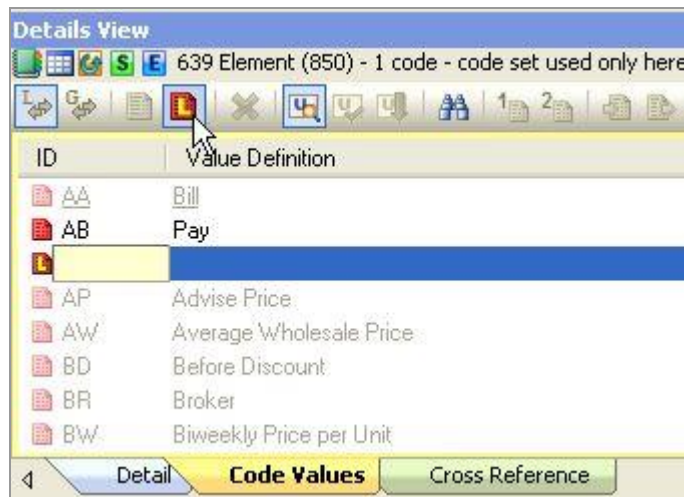 Details View
S E 639 Element (850) - 1 code - code set used only here
L G L U U U 1 2
ID Value Definition
AA Bill
AB Pay
L
AP Advise Price
AW Average Wholesale Price
BD Before Discount
BR Broker
BW Biweekly Price per Unit
Detail Code Values Cross Reference